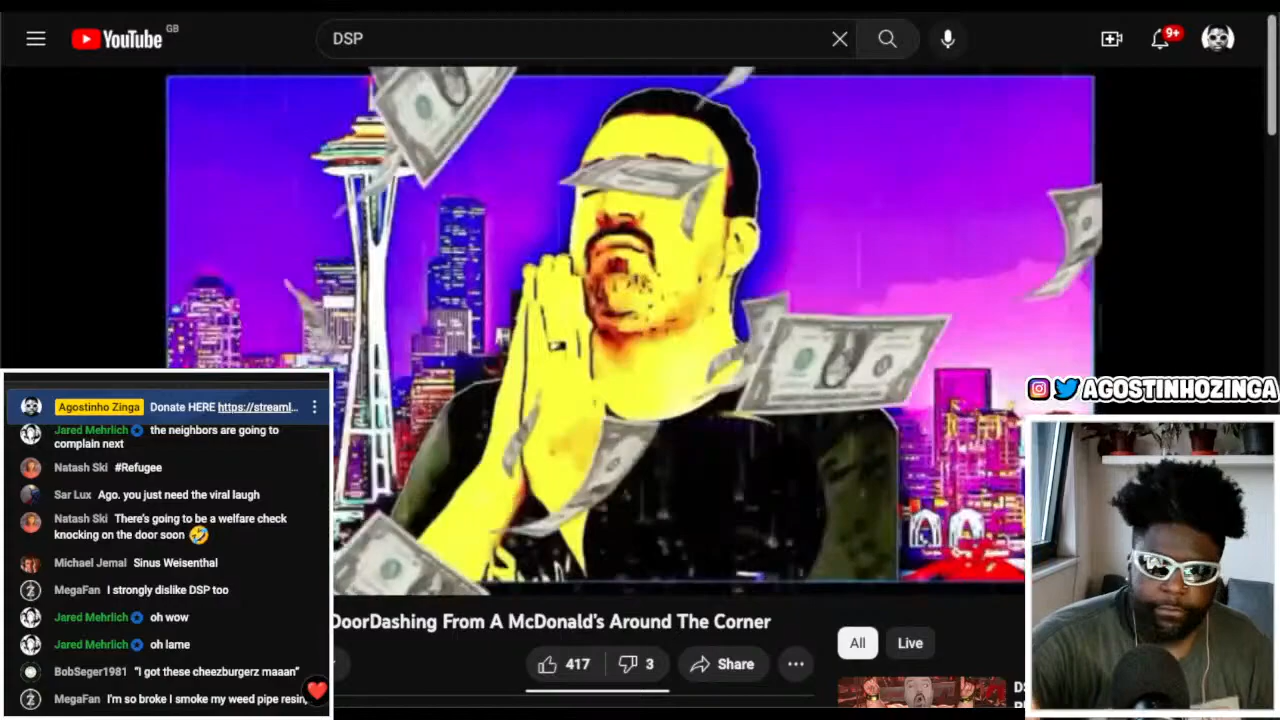 YouTube GB
DSP
9+
AGOSTINHOZINGA
Agostinho Zinga Donate HERE https://streaml...
Jared Mehrlich the neighbors are going to
complain next
Natash Ski #Refugee
Sar Lux Ago. you just need the viral laugh
Natash Ski There's going to be a welfare check
knocking on the door soon 🤣
Michael Jemal Sinus Weisenthal
MegaFan I strongly dislike DSP too
Jared Mehrlich oh wow
Jared Mehrlich oh lame
BobSeger1981 “I got these cheezburgerz maaan”
MegaFan I'm so broke I smoke my weed pipe resin,
DoorDashing From A McDonald's Around The Corner
417
3
Share
All
Live